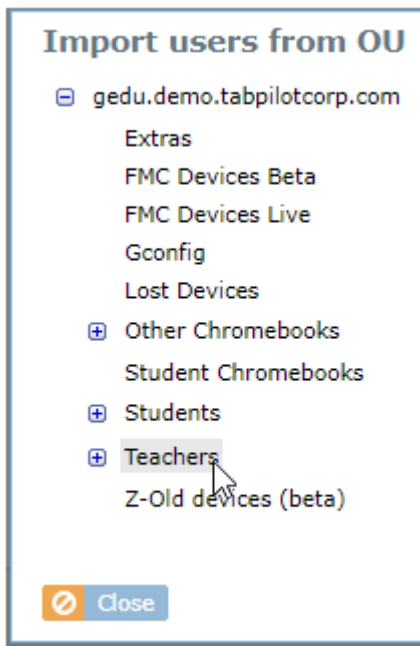 Import users from OU
gedu.demo.tabpilotcorp.com
Extras
FMC Devices Beta
FMC Devices Live
Gconfig
Lost Devices
Other Chromebooks
Student Chromebooks
Students
Teachers
Z-Old devices (beta)
Close